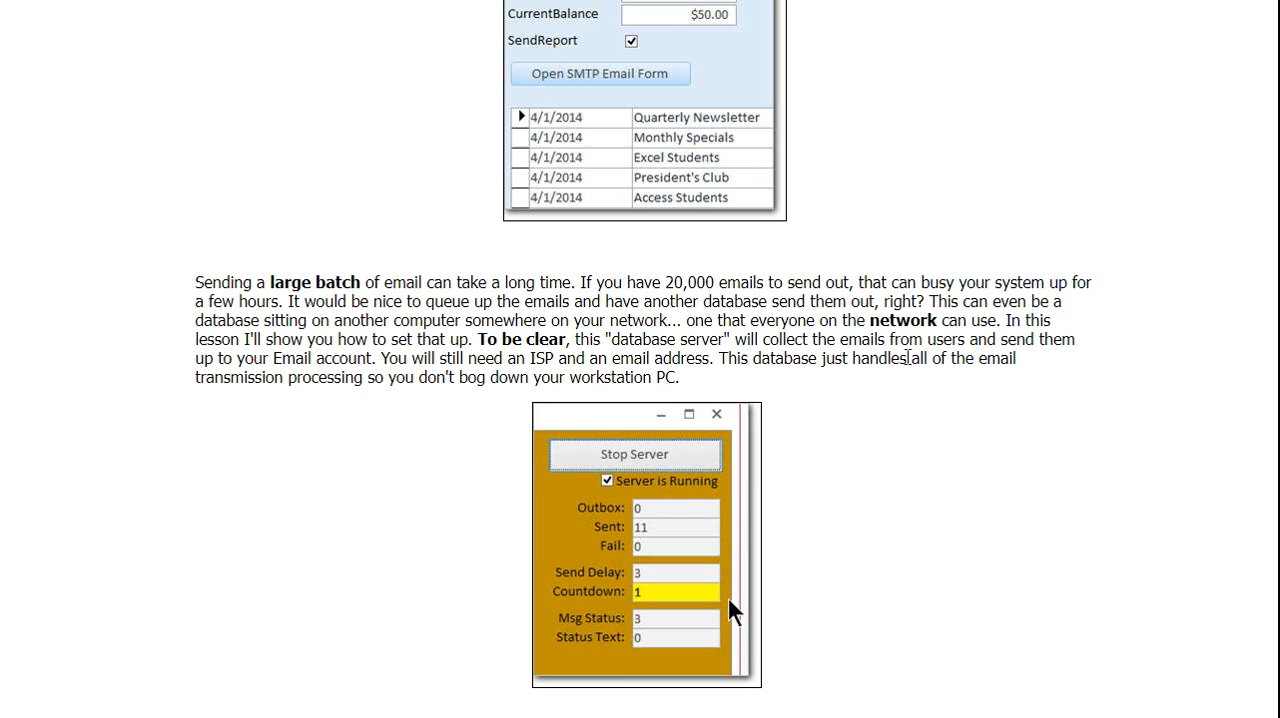 CurrentBalance $50.00
SendReport
Open SMTP Email Form
4/1/2014 Quarterly Newsletter
4/1/2014 Monthly Specials
4/1/2014 Excel Students
4/1/2014 President's Club
4/1/2014 Access Students
Sending a large batch of email can take a long time. If you have 20,000 emails to send out, that can busy your system up for
a few hours. It would be nice to queue up the emails and have another database send them out, right? This can even be a
database sitting on another computer somewhere on your network... one that everyone on the network can use. In this
lesson I'll show you how to set that up. To be clear, this "database server" will collect the emails from users and send them
up to your Email account. You will still need an ISP and an email address. This database just handles all of the email
transmission processing so you don't bog down your workstation PC.
Stop Server
Server is Running
Outbox: 0
Sent: 11
Fail: 0
Send Delay: 3
Countdown: 1
Msg Status: 3
Status Text: 0